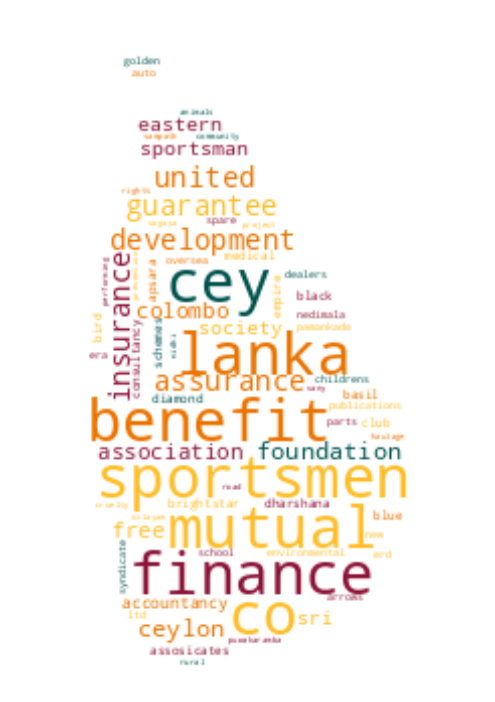 golden
auto
animals
eastern
community
sampath
sportsman
united
rights
guarantee
spare
project
development
medical
oversea
insurance
performing
apsara
cey
dealers
empire
black
colombo
nedimala
bird
society
pamankade
schemes
consultancy
lanka
era
assurance
childrens
diamond
basil
benefit
publications
parts
club
haulage
association
foundation
sportsmen
road
brightstar
dharshana
blue
free
mutual
new
school
environmental
erd
syndicate
finance
arrows
accountancy
co
ltd
sri
ceylon
assosicates
rural